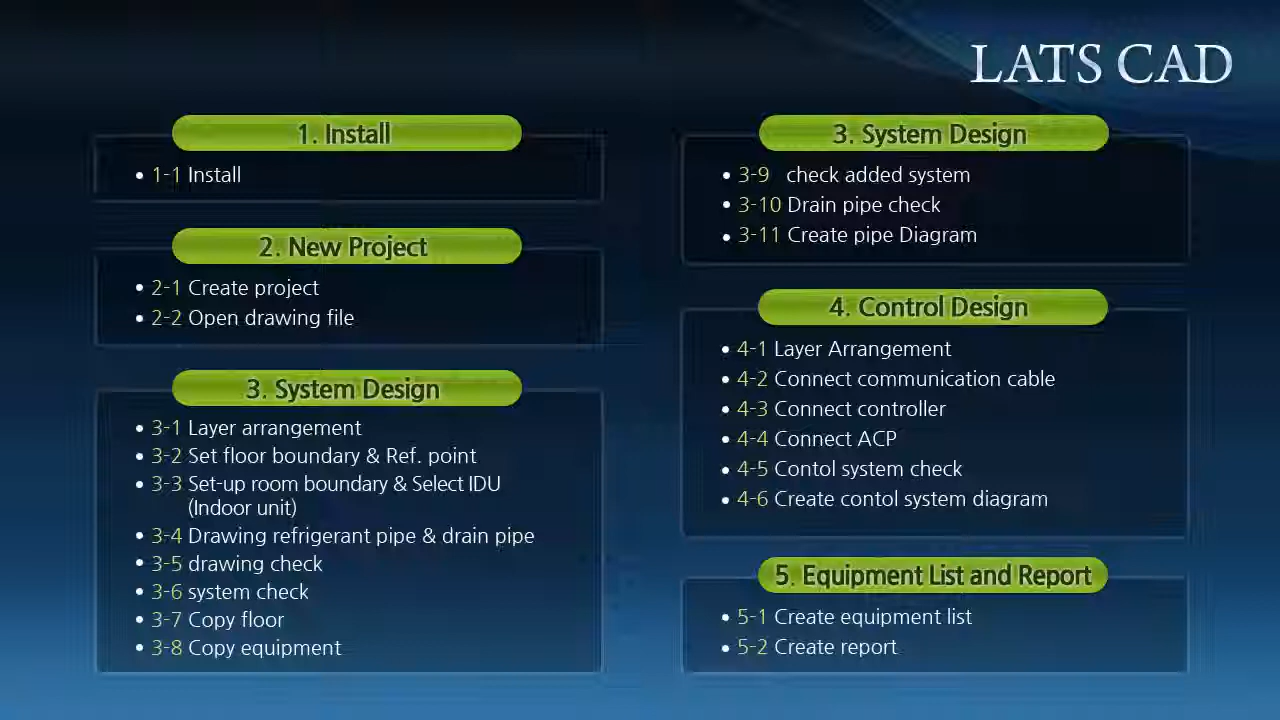 LATS CAD
1. Install
• 1-1 Install
2. New Project
• 2-1 Create project
• 2-2 Open drawing file
3. System Design
• 3-1 Layer arrangement
• 3-2 Set floor boundary & Ref. point
• 3-3 Set-up room boundary & Select IDU
(Indoor unit)
• 3-4 Drawing refrigerant pipe & drain pipe
• 3-5 drawing check
• 3-6 system check
• 3-7 Copy floor
• 3-8 Copy equipment
3. System Design
• 3-9 check added system
• 3-10 Drain pipe check
• 3-11 Create pipe Diagram
4. Control Design
• 4-1 Layer Arrangement
• 4-2 Connect communication cable
• 4-3 Connect controller
• 4-4 Connect ACP
• 4-5 Contol system check
• 4-6 Create contol system diagram
5. Equipment List and Report
• 5-1 Create equipment list
• 5-2 Create report